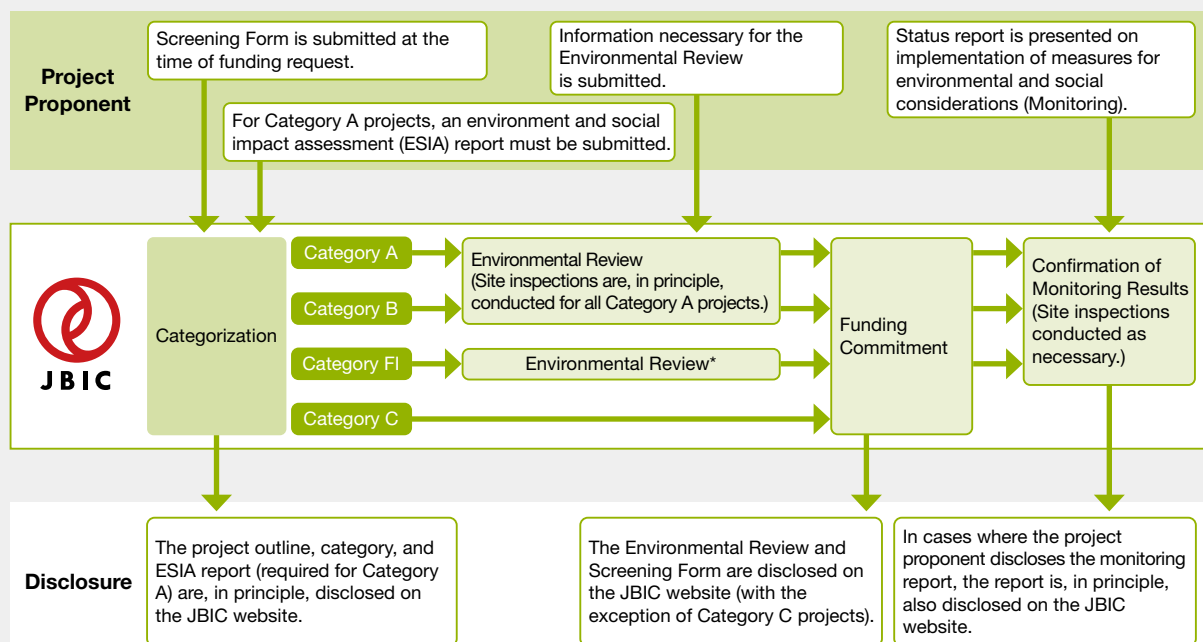 Project
Proponent
Screening Form is submitted at the
time of funding request.
For Category A projects, an environment and social
impact assessment (ESIA) report must be submitted.
Information necessary for the
Environmental Review
is submitted.
Status report is presented on
implementation of measures for
environmental and social
considerations (Monitoring).
JBIC
Categorization
Category A
Category B
Category FI
Category C
Environmental Review
(Site inspections are, in principle,
conducted for all Category A projects.)
Environmental Review*
Funding
Commitment
Confirmation of
Monitoring Results
(Site inspections
conducted as
necessary.)
Disclosure
The project outline, category, and
ESIA report (required for Category
A) are, in principle, disclosed on
the JBIC website.
The Environmental Review and
Screening Form are disclosed on
the JBIC website (with the
exception of Category C projects).
In cases where the project
proponent discloses the monitoring
report, the report is, in principle,
also disclosed on the JBIC
website.